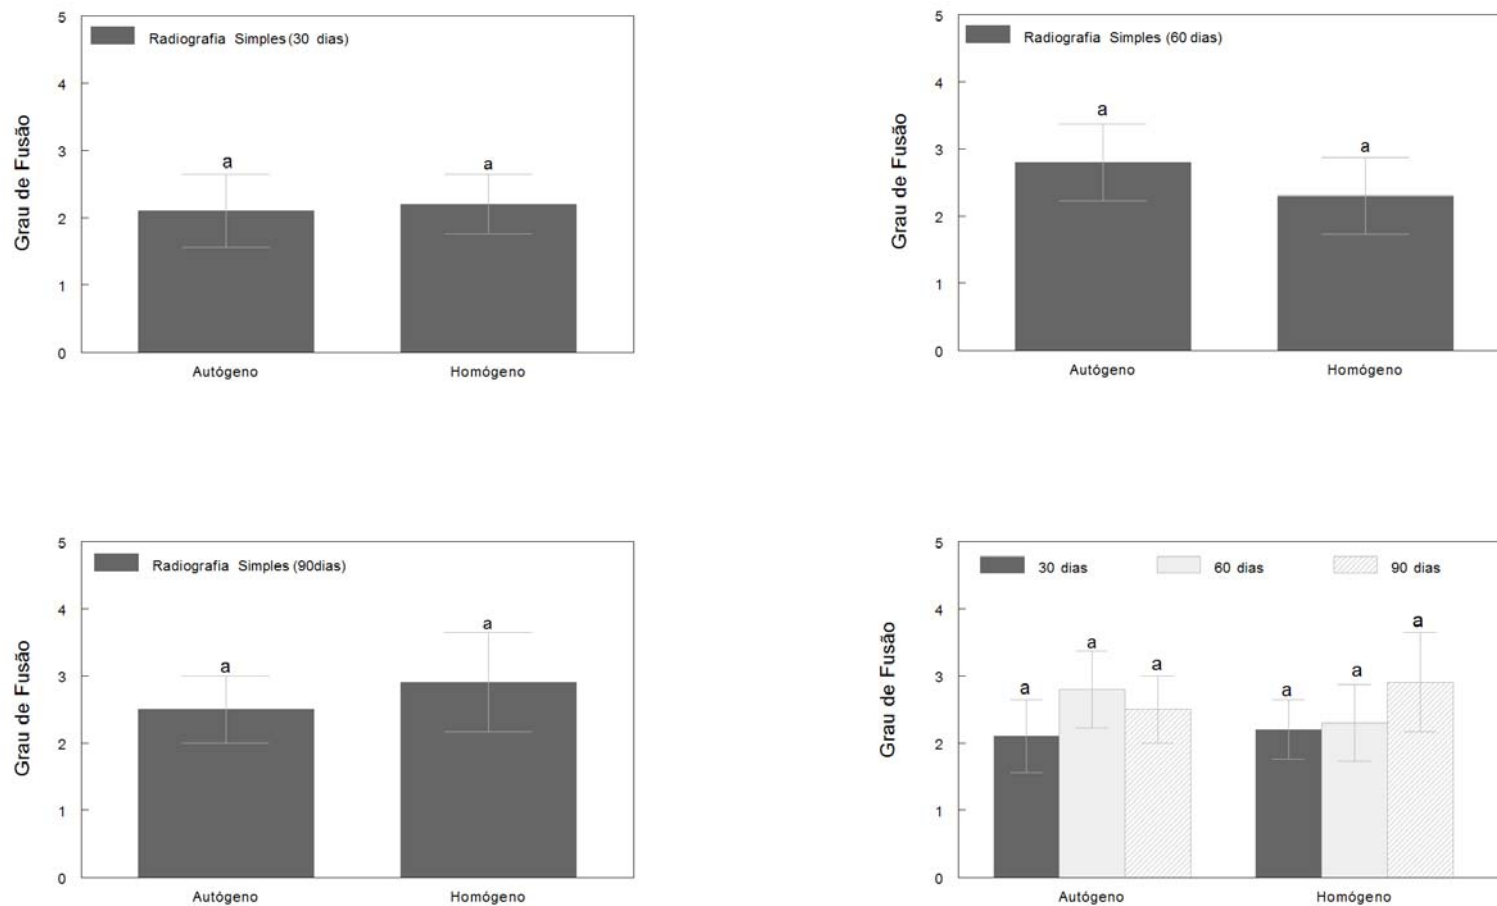 5
Radiografia Simples (30 dias)
4
a
a
3
Grau de Fusão
2
1
0
Autógeno
Homógeno
5
Radiografia Simples (60 dias)
4
a
a
3
Grau de Fusão
2
1
0
Autógeno
Homógeno
5
Radiografia Simples (90dias)
4
a
a
3
Grau de Fusão
2
1
0
Autógeno
Homógeno
5
30 dias 60 dias 90 dias
4
a a a a a a
3
Grau de Fusão
2
1
0
Autógeno
Homógeno